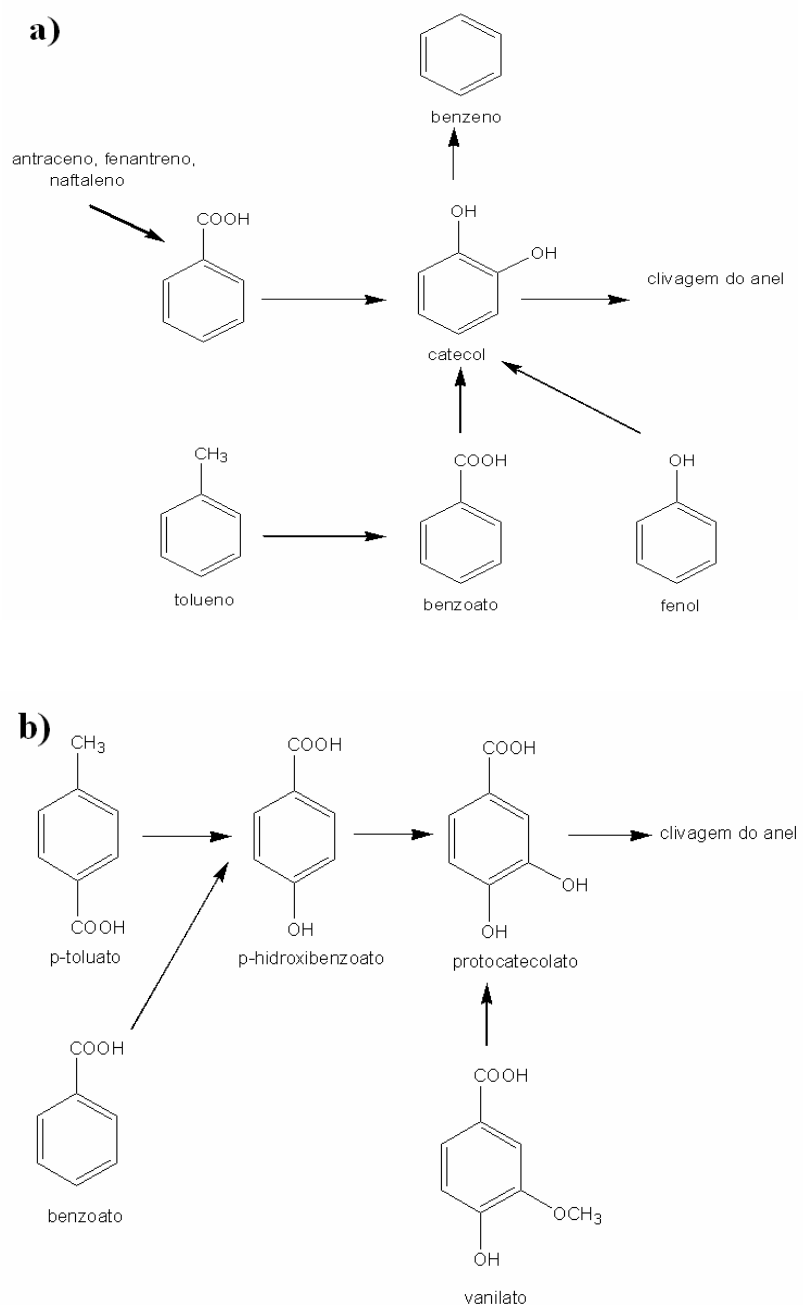 a)
benzeno
antraceno, fenantreno,
naftaleno
COOH
OH
OH
clivagem do anel
catecol
CH3
COOH
OH
tolueno
benzoato
fenol
b)
CH3
COOH
COOH
clivagem do anel
COOH
OH
OH
OH
p-toluato
p-hidroxibenzoato
protocatecolato
COOH
COOH
benzoato
OCH3
OH
vanilato